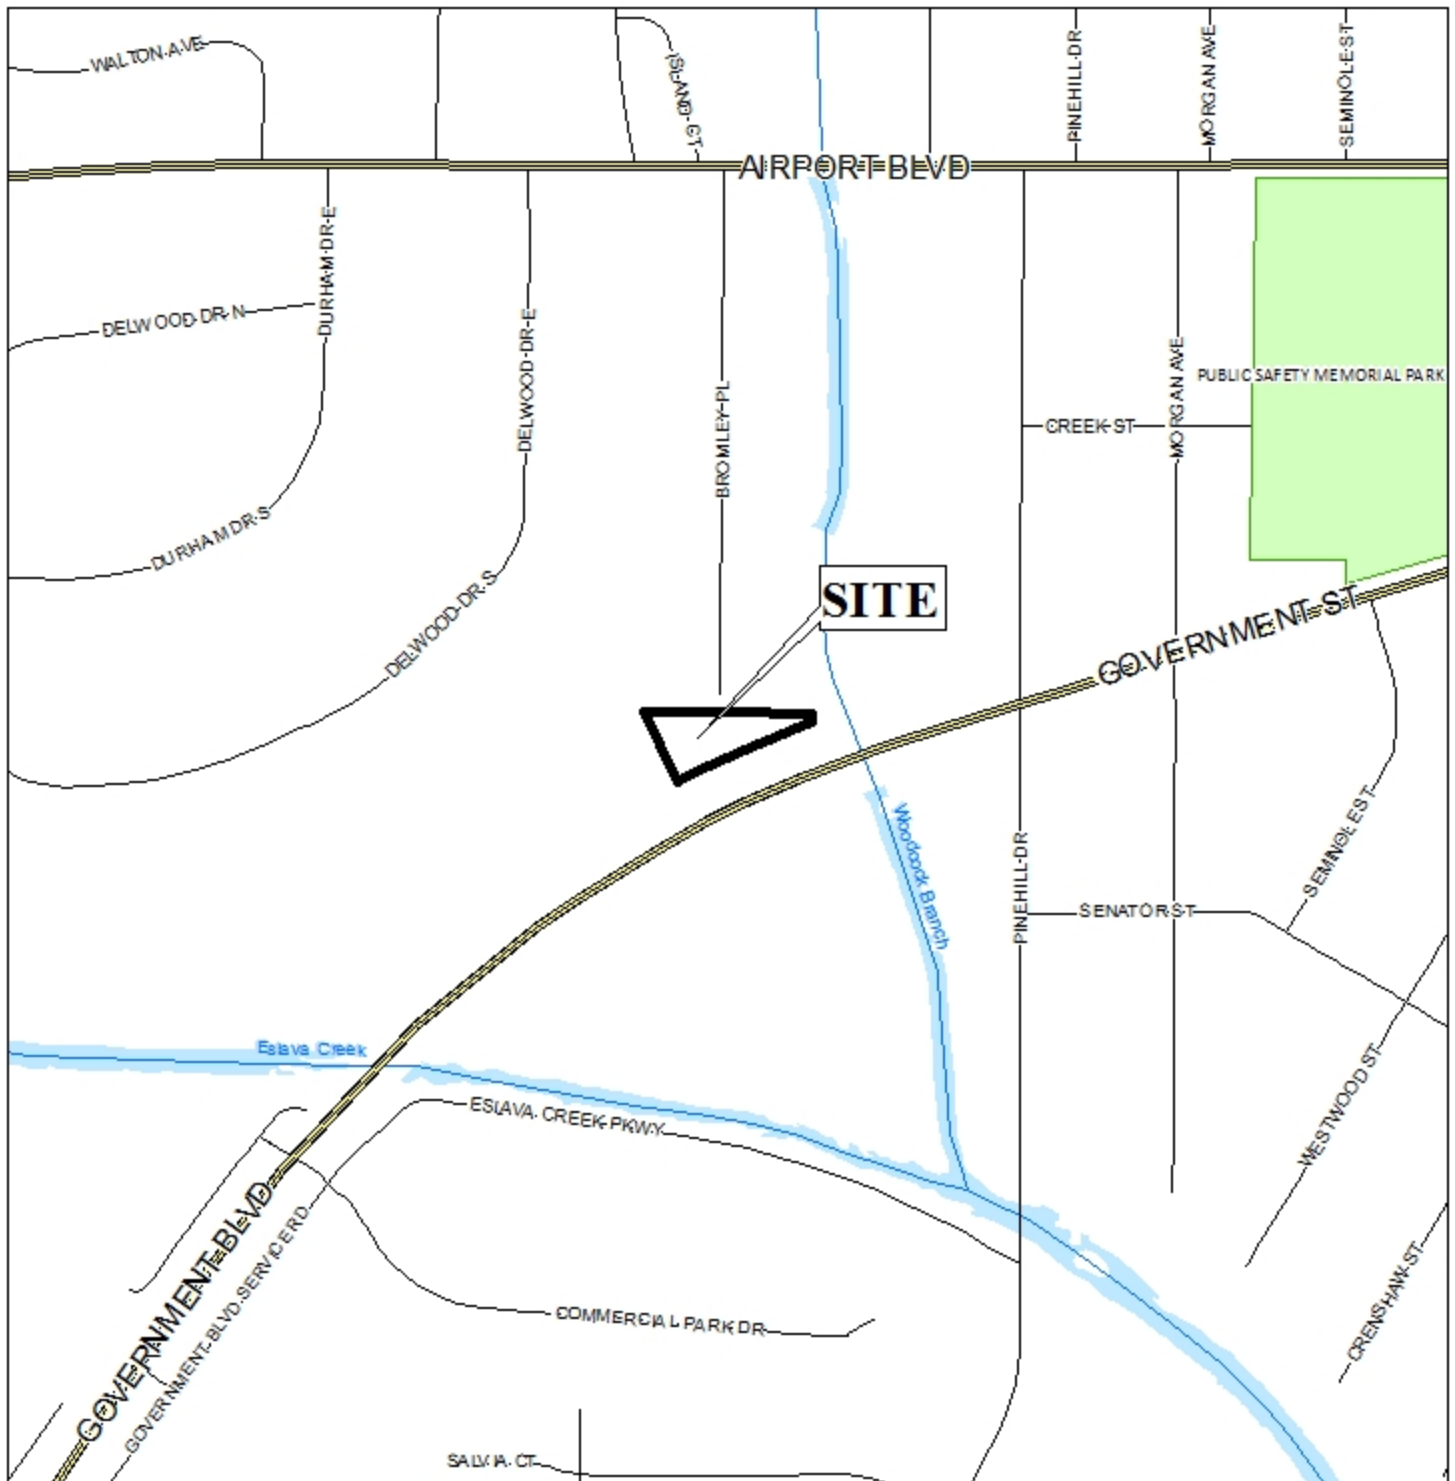 WALTON AVE
ISLAND CT
PINEHILL DR
MORGAN AVE
SEMINOLE ST
AIRPORT BLVD
DURHAM DR E
DELWOOD DR N
DELWOOD DR E
BROMLEY PL
MORGAN AVE
PUBLIC SAFETY MEMORIAL PARK
CREEK ST
DURHAM DR S
DELWOOD DR S
SITE
GOVERNMENT ST
Woodcock Branch
PINEHILL DR
SEMINOLE ST
SENATOR ST
Eslava Creek
ESLAVA CREEK PKWY
WESTWOOD ST
GOVERNMENT BLVD
GOVERNMENT BLVD SERVICE RD
COMMERCIAL PARK DR
CRENSHAW ST
SALVIA CT